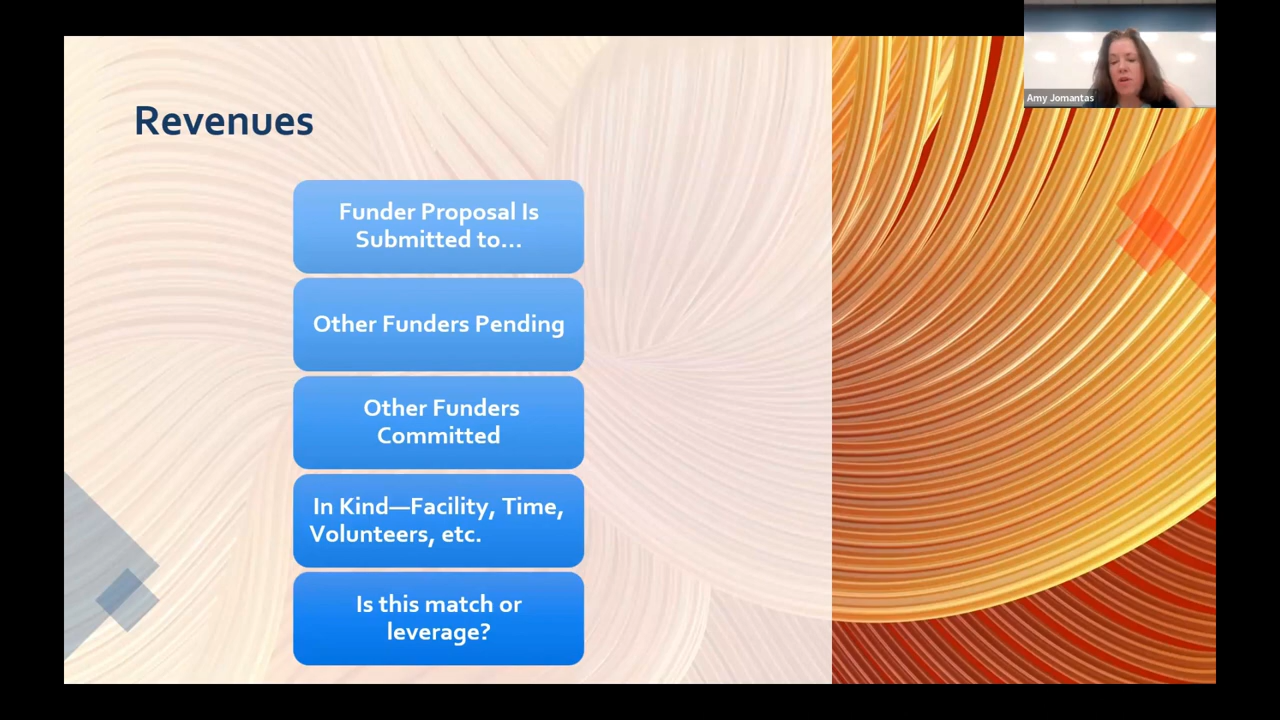 Amy Jomantas
Revenues
Funder Proposal Is
Submitted to...
Other Funders Pending
Other Funders
Committed
In Kind—Facility, Time,
Volunteers, etc.
Is this match or
leverage?